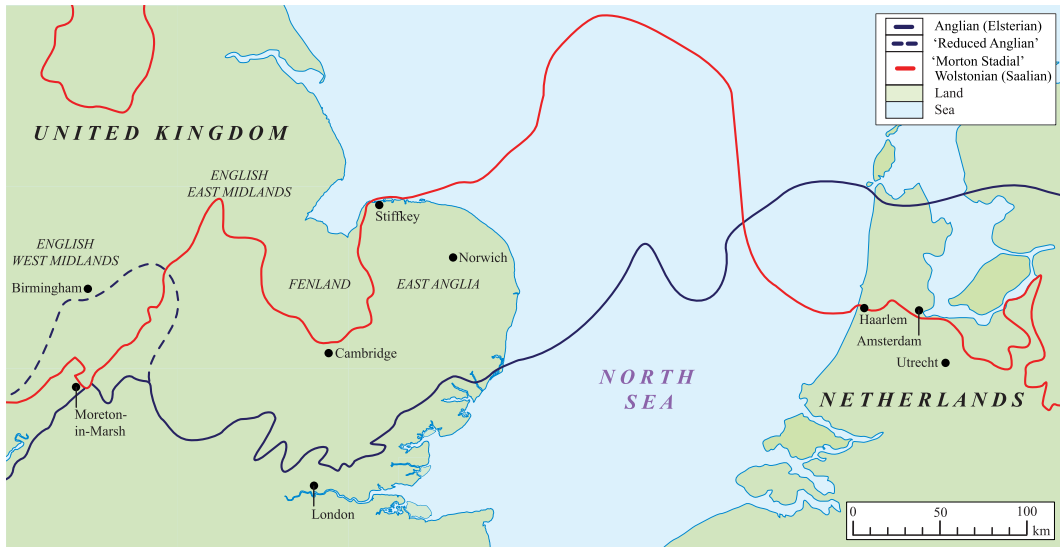 Anglian (Elsterian)
‘Reduced Anglian’
‘Morton Stadial’
Wolstonian (Saalian)
Land
Sea
UNITED KINGDOM
ENGLISH
EAST MIDLANDS
Stiffkey
ENGLISH
WEST MIDLANDS
Birmingham
Norwich
FENLAND
EAST ANGLIA
Haarlem
Amsterdam
Cambridge
Utrecht
NORTH
SEA
NETHERLANDS
Moreton-
in-Marsh
London
0 50 100
km